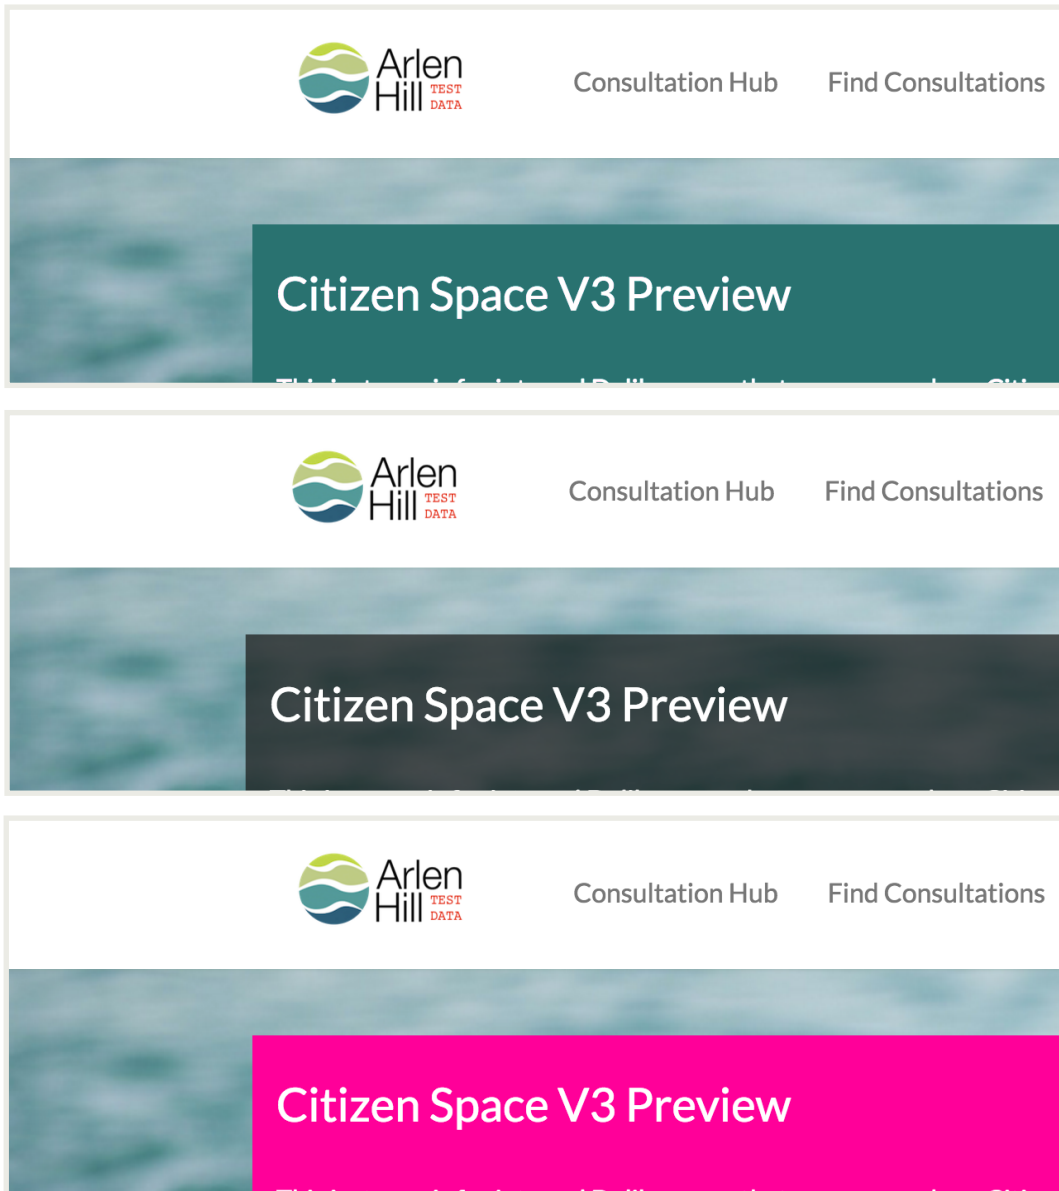 Arlen
Hill TEST
DATA
Consultation Hub
Find Consultations
Citizen Space V3 Preview
Arlen
Hill TEST
DATA
Consultation Hub
Find Consultations
Citizen Space V3 Preview
Arlen
Hill TEST
DATA
Consultation Hub
Find Consultations
Citizen Space V3 Preview